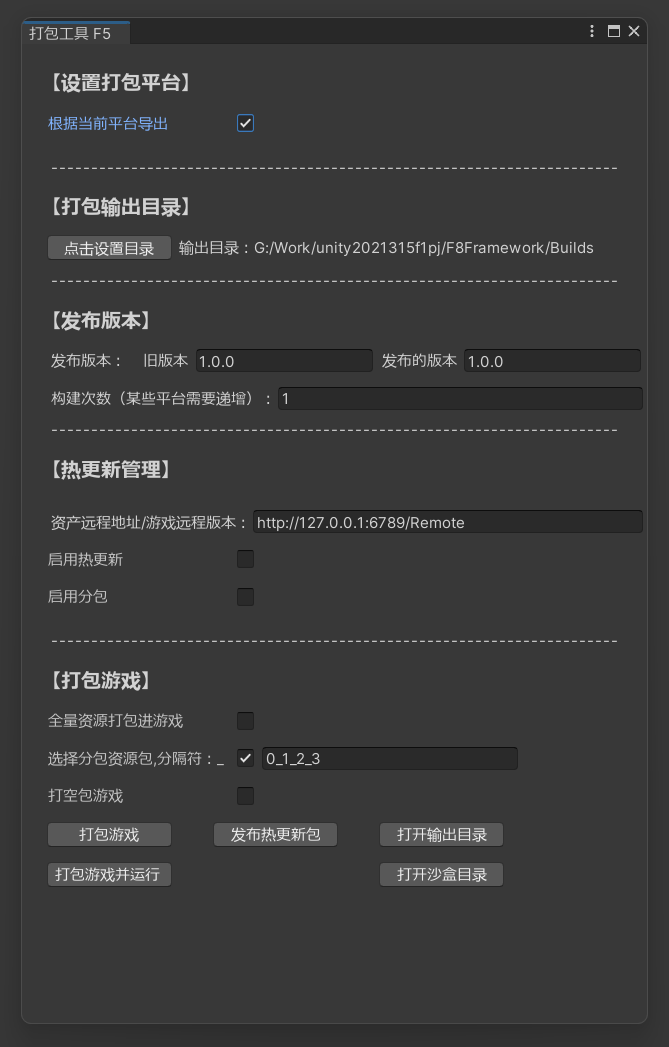 打包工具 F5
【设置打包平台】
根据当前平台导出
------------------------------------------------------------------------
【打包输出目录】
点击设置目录 输出目录：G:/Work/unity2021315f1pj/F8Framework/Builds
------------------------------------------------------------------------
【发布版本】
发布版本： 旧版本 1.0.0 发布的版本 1.0.0
构建次数（某些平台需要递增）： 1
------------------------------------------------------------------------
【热更新管理】
资产远程地址/游戏远程版本： http://127.0.0.1:6789/Remote
启用热更新
启用分包
------------------------------------------------------------------------
【打包游戏】
全量资源打包进游戏
选择分包资源包,分隔符：_ 0_1_2_3
打空包游戏
打包游戏 发布热更新包 打开输出目录
打包游戏并运行 打开沙盒目录